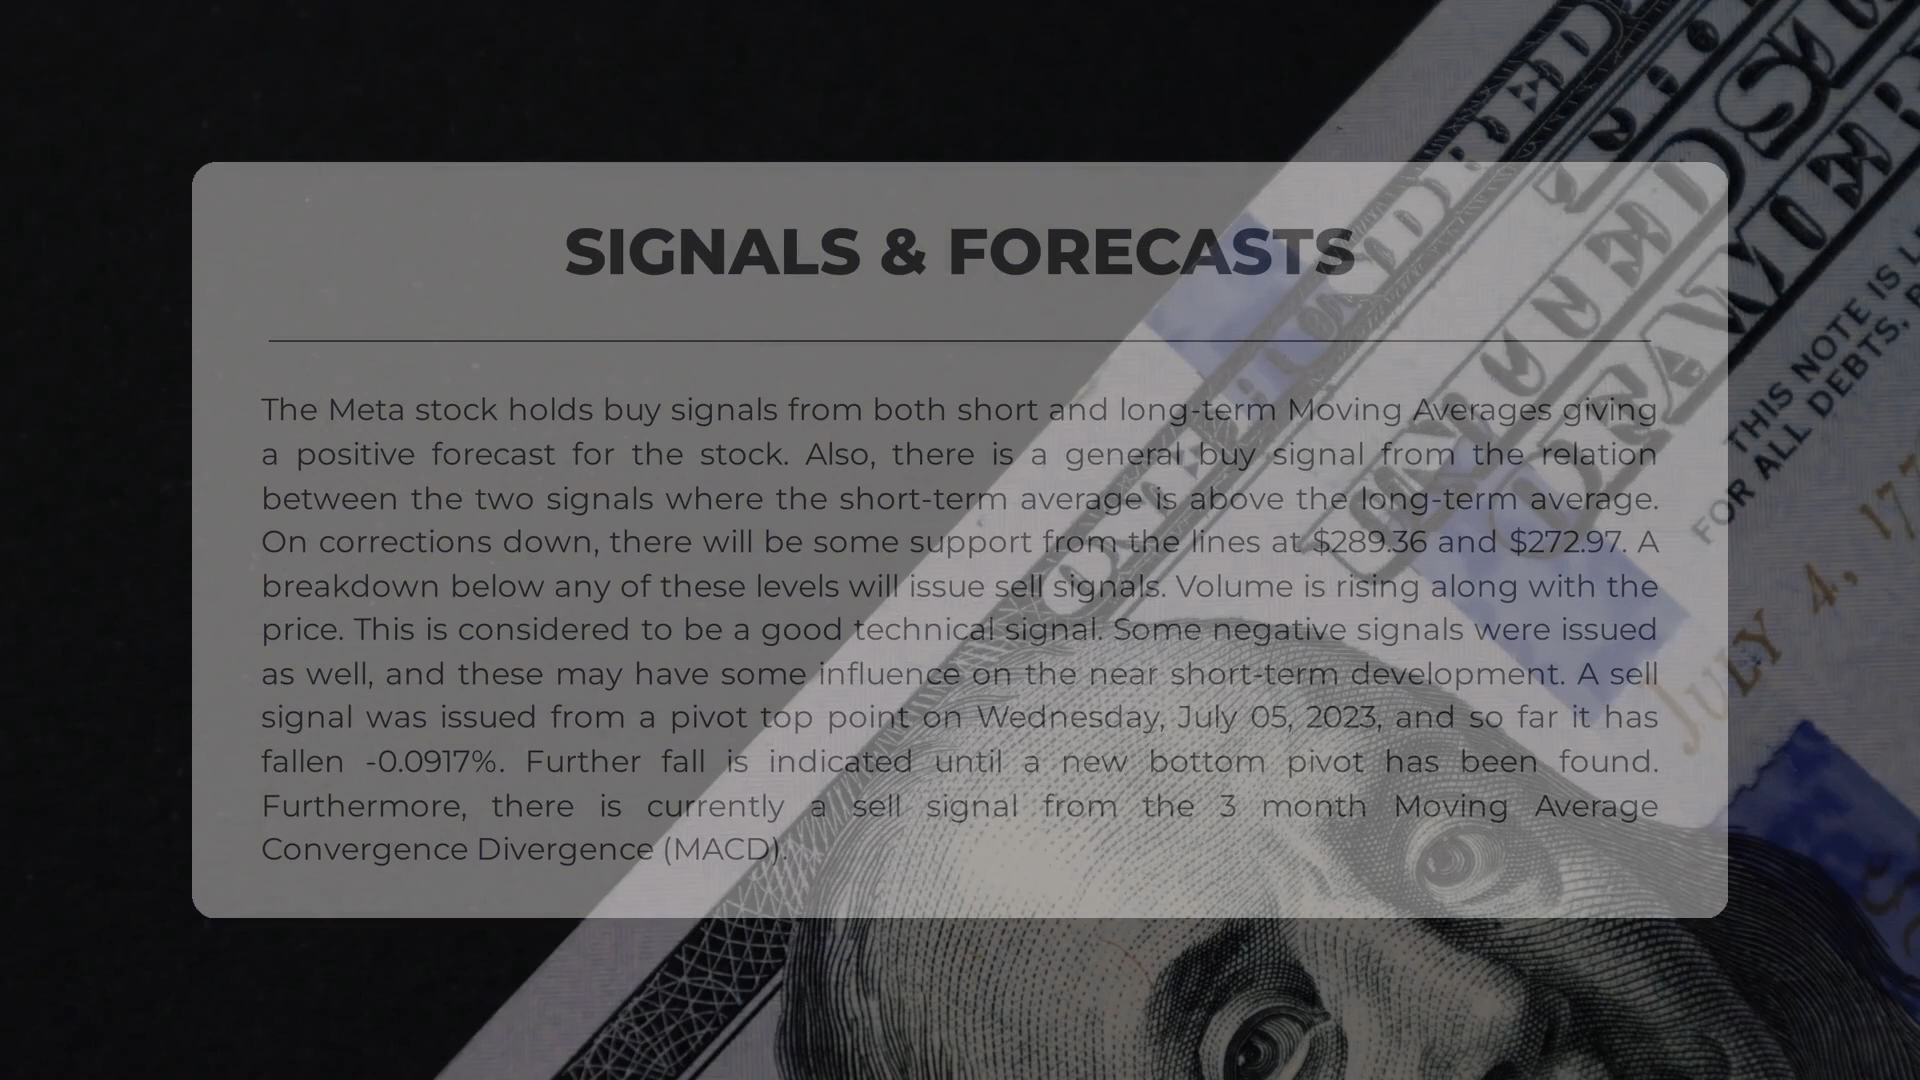 SIGNALS & FORECASTS
The Meta stock holds buy signals from both short and long-term Moving Averages giving
a positive forecast for the stock. Also, there is a general buy signal from the relation
between the two signals where the short-term average is above the long-term average.
On corrections down, there will be some support from the lines at $289.36 and $272.97. A
breakdown below any of these levels will issue sell signals. Volume is rising along with the
price. This is considered to be a good technical signal. Some negative signals were issued
as well, and these may have some influence on the near short-term development. A sell
signal was issued from a pivot top point on Wednesday, July 05, 2023, and so far it has
fallen -0.0917%. Further fall is indicated until a new bottom pivot has been found.
Furthermore, there is currently a sell signal from the 3 month Moving Average
Convergence Divergence (MACD).
THIS NOTE IS
FOR ALL DEBTS,
JULY 4,